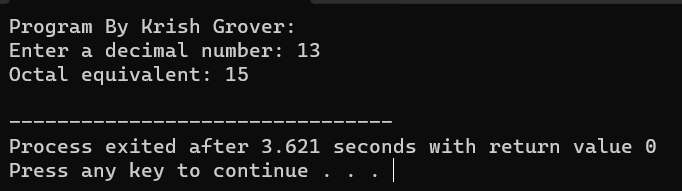 Program By Krish Grover:
Enter a decimal number: 13
Octal equivalent: 15
--------------------------------
Process exited after 3.621 seconds with return value 0
Press any key to continue . . .